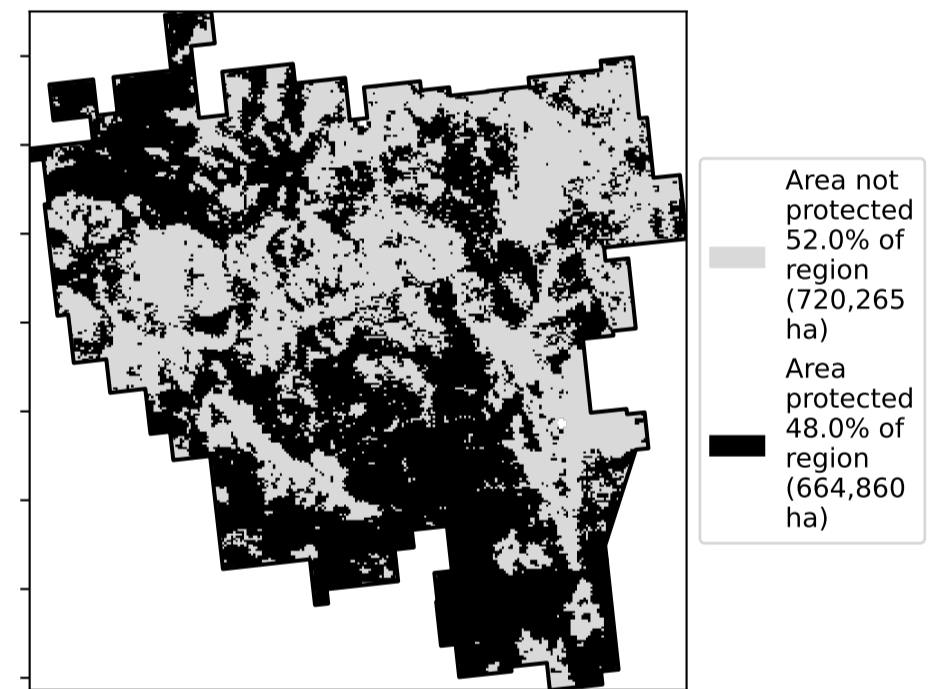 Area not
protected
52.0% of
region
(720,265
ha)
Area
protected
48.0% of
region
(664,860
ha)